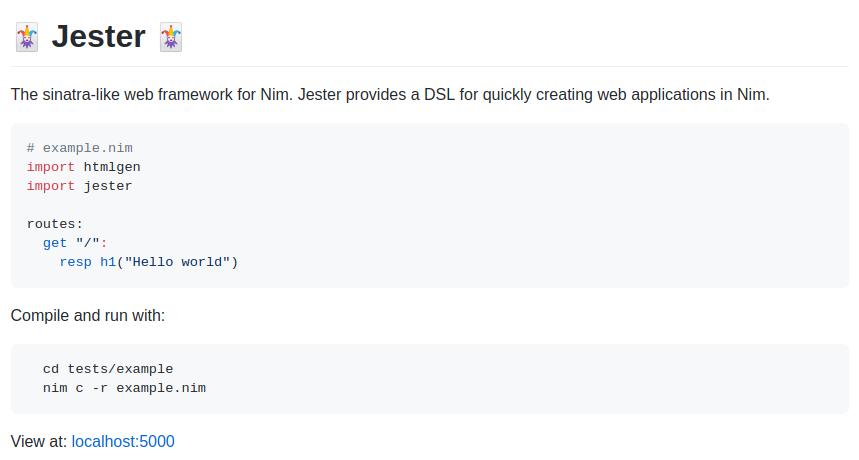 Jester
The sinatra-like web framework for Nim. Jester provides a DSL for quickly creating web applications in Nim.
# example.nim
import htmlgen
import jester
routes:
get "/":
resp h1("Hello world")
Compile and run with:
cd tests/example
nim c -r example.nim
View at: localhost:5000